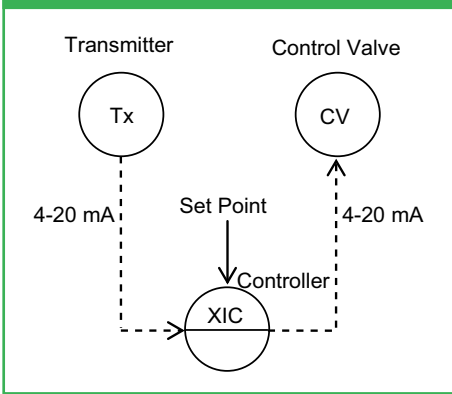 Transmitter
Control Valve
Tx
CV
4-20 mA
Set Point
4-20 mA
Controller
XIC